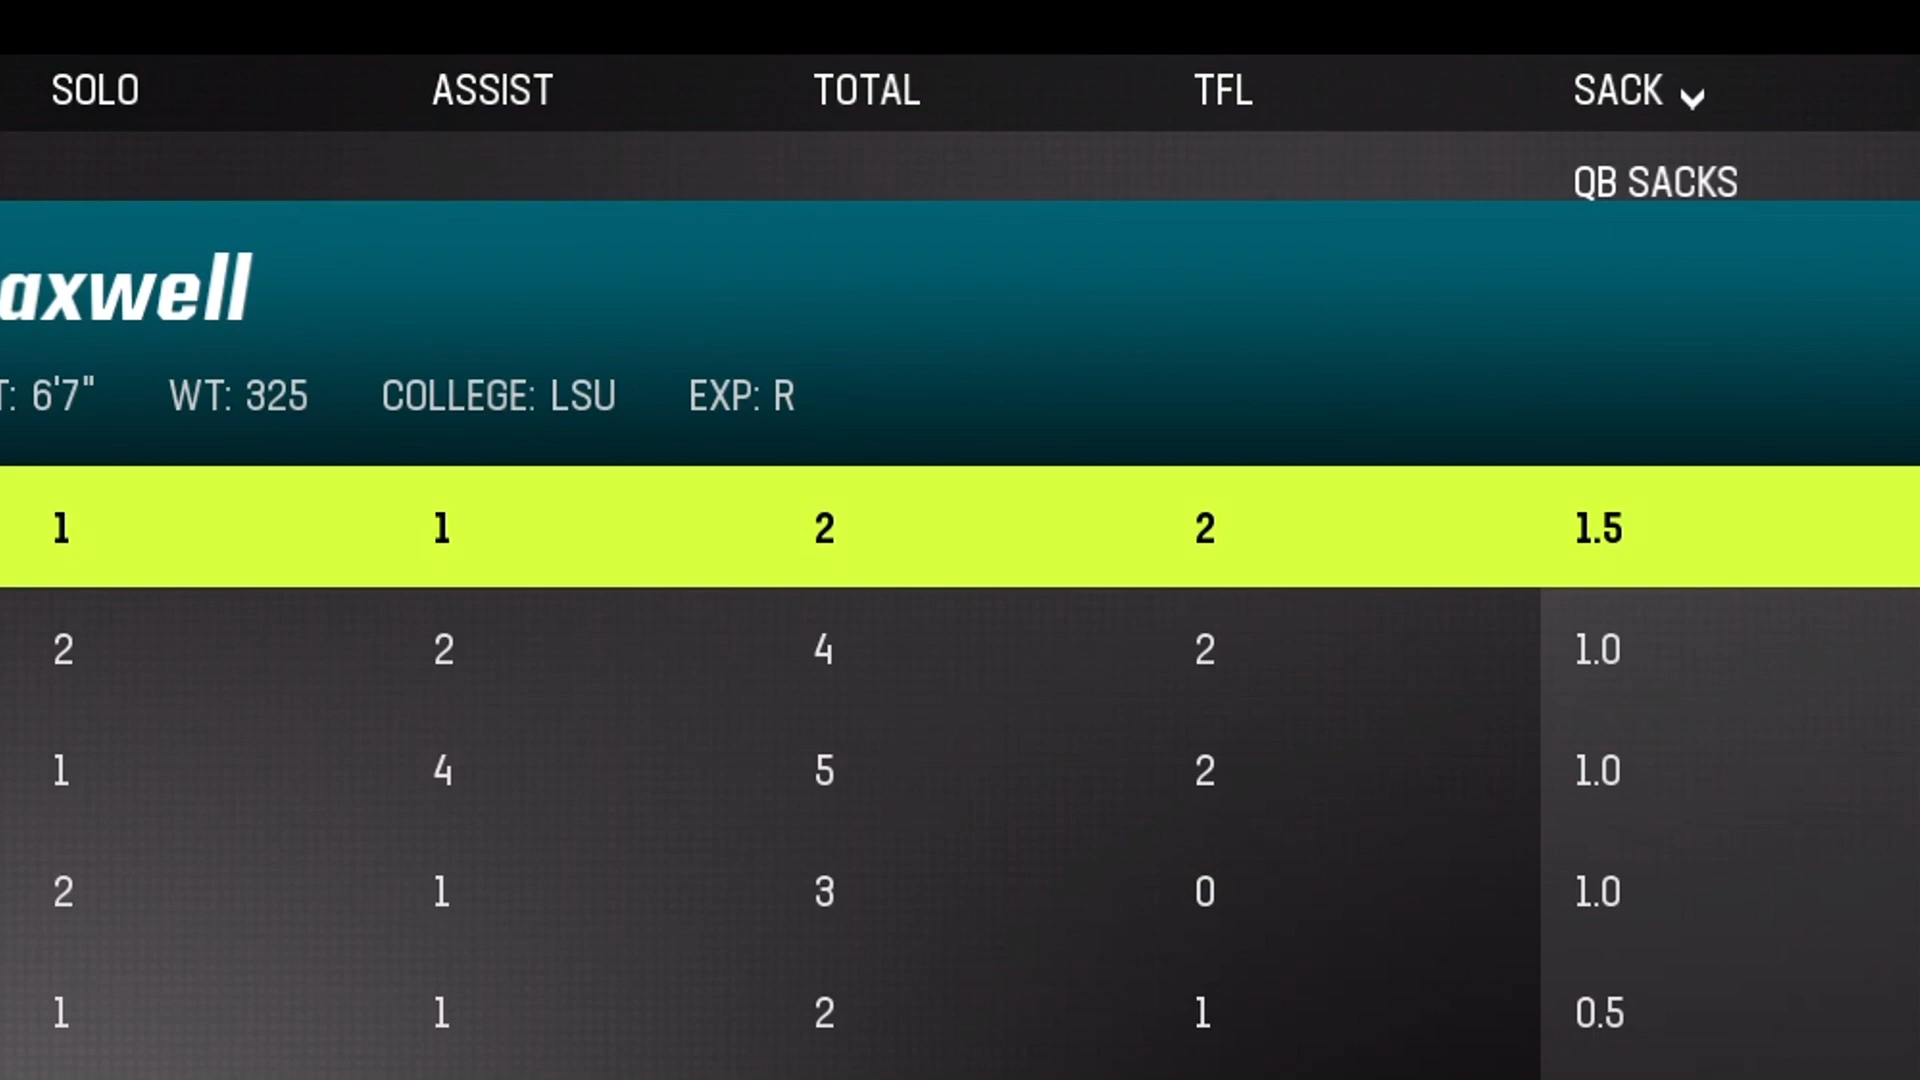 SOLO ASSIST TOTAL TFL SACK
QB SACKS
axwell
T: 6'7" WT: 325 COLLEGE: LSU EXP: R
1 1 2 2 1.5
2 2 4 2 1.0
1 4 5 2 1.0
2 1 3 0 1.0
1 1 2 1 0.5